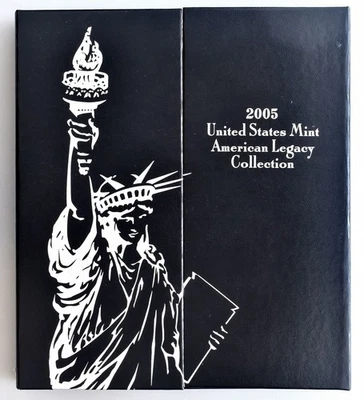 2005
United States Mint
American Legacy
Collection